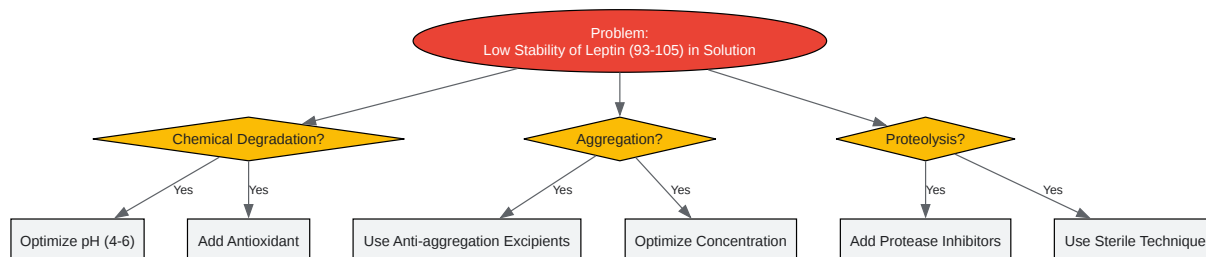 Problem:
Low Stability of Leptin (93-105) in Solution
Chemical Degradation?
Aggregation?
Proteolysis?
Yes
Yes
Yes
Yes
Yes
Yes
Optimize pH (4-6)
Add Antioxidant
Use Anti-aggregation Excipients
Optimize Concentration
Add Protease Inhibitors
Use Sterile Technique